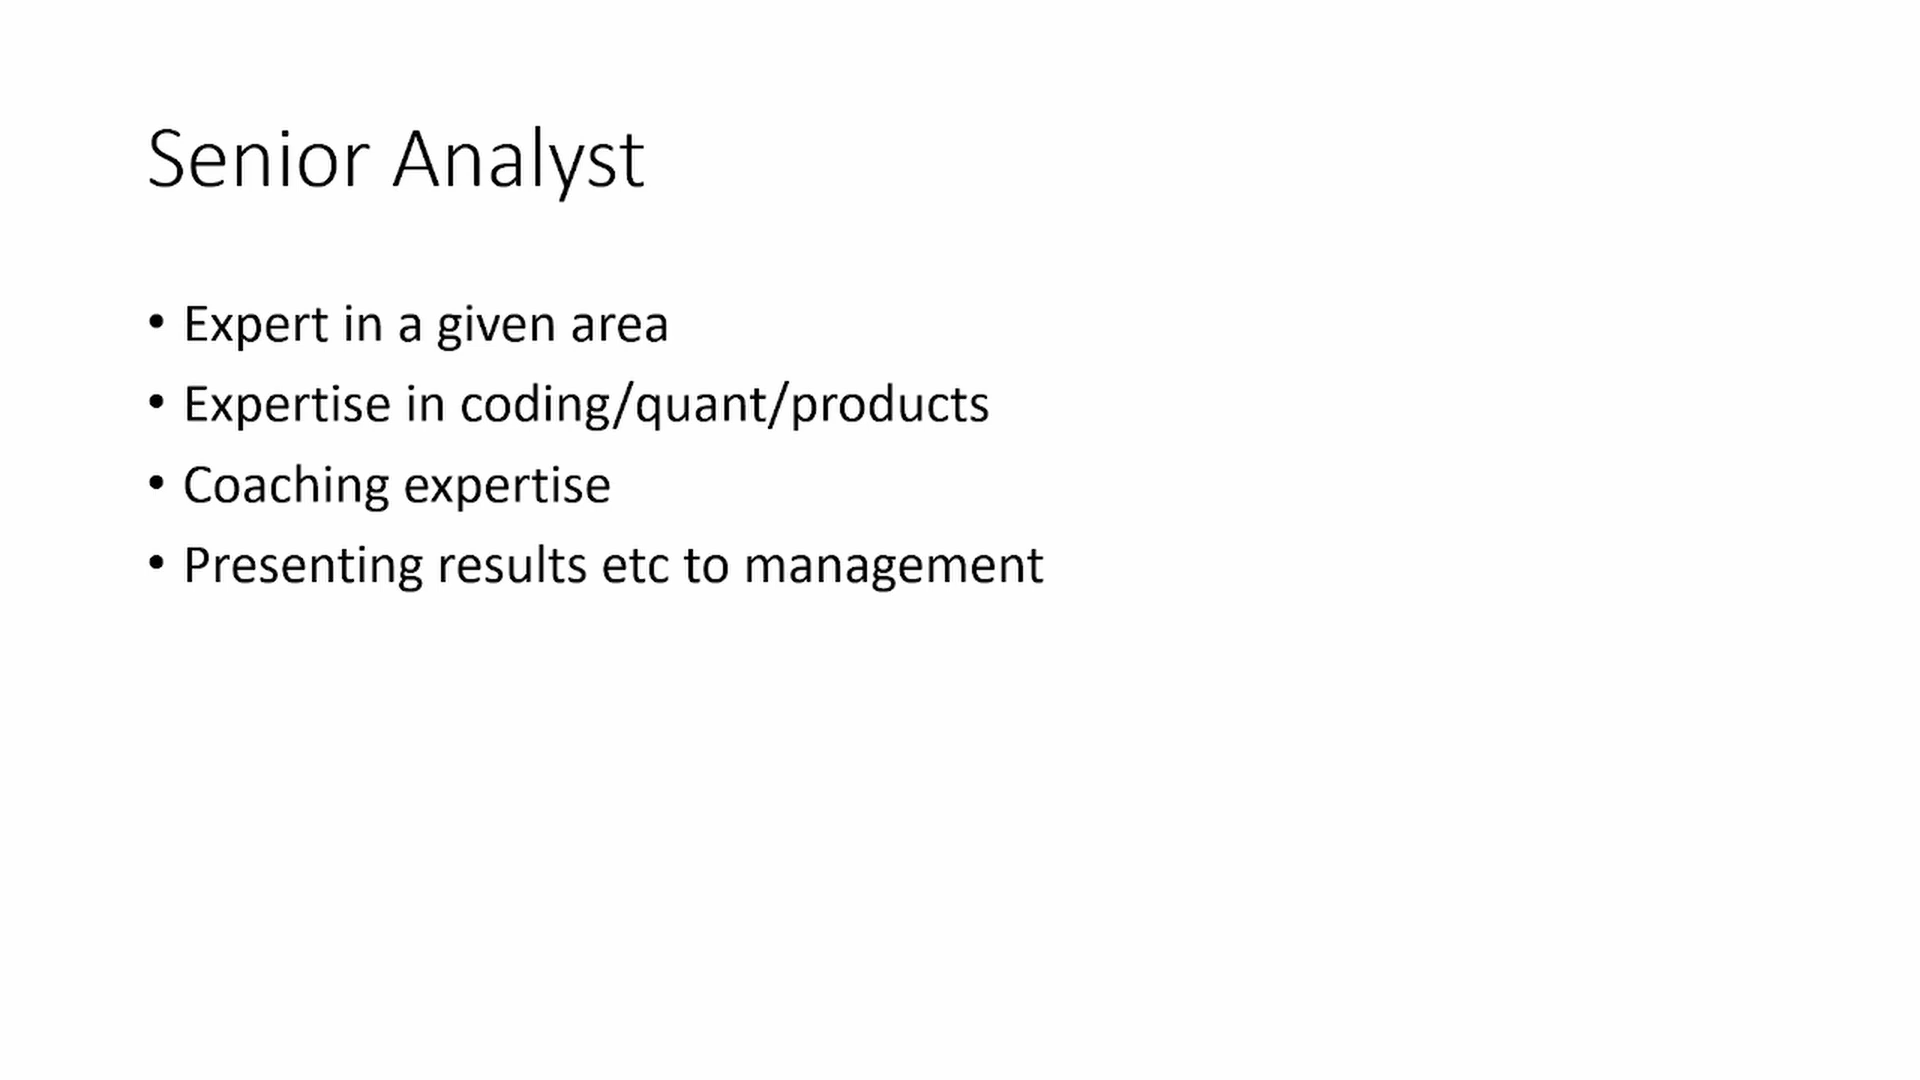 Senior Analyst
• Expert in a given area
• Expertise in coding/quant/products
• Coaching expertise
• Presenting results etc to management